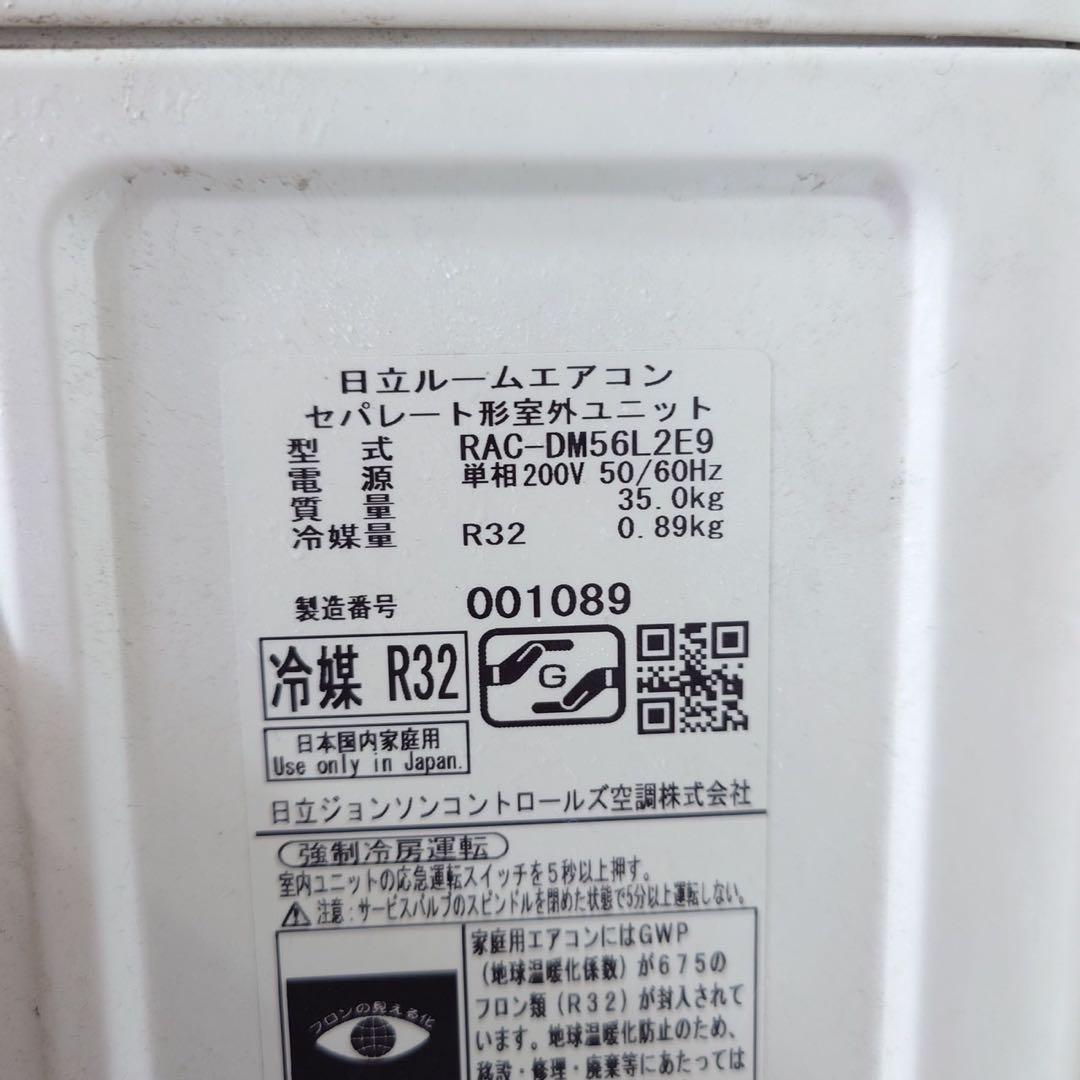 日立ルームエアコン
セパレート形室外ユニット
型 式 RAC-DM56L2E9
電 源 単相200V 50/60Hz
質 量 35.0kg
冷媒量 R32 0.89kg
製造番号 001089
冷媒 R32
G
日本国内家庭用
Use only in Japan.
日立ジョンソンコントロールズ空調株式会社
強制冷房運転
室内ユニットの応急運転スイッチを5秒以上押す。
注意:サービスバルブのスピンドルを閉めた状態で5分以上運転しない。
フロンの見える化
家庭用エアコンにはGWP
(地球温暖化係数)が675の
フロン類(R32)が封入されて
います。地球温暖化防止のため、
移設・修理・廃棄等にあたっては